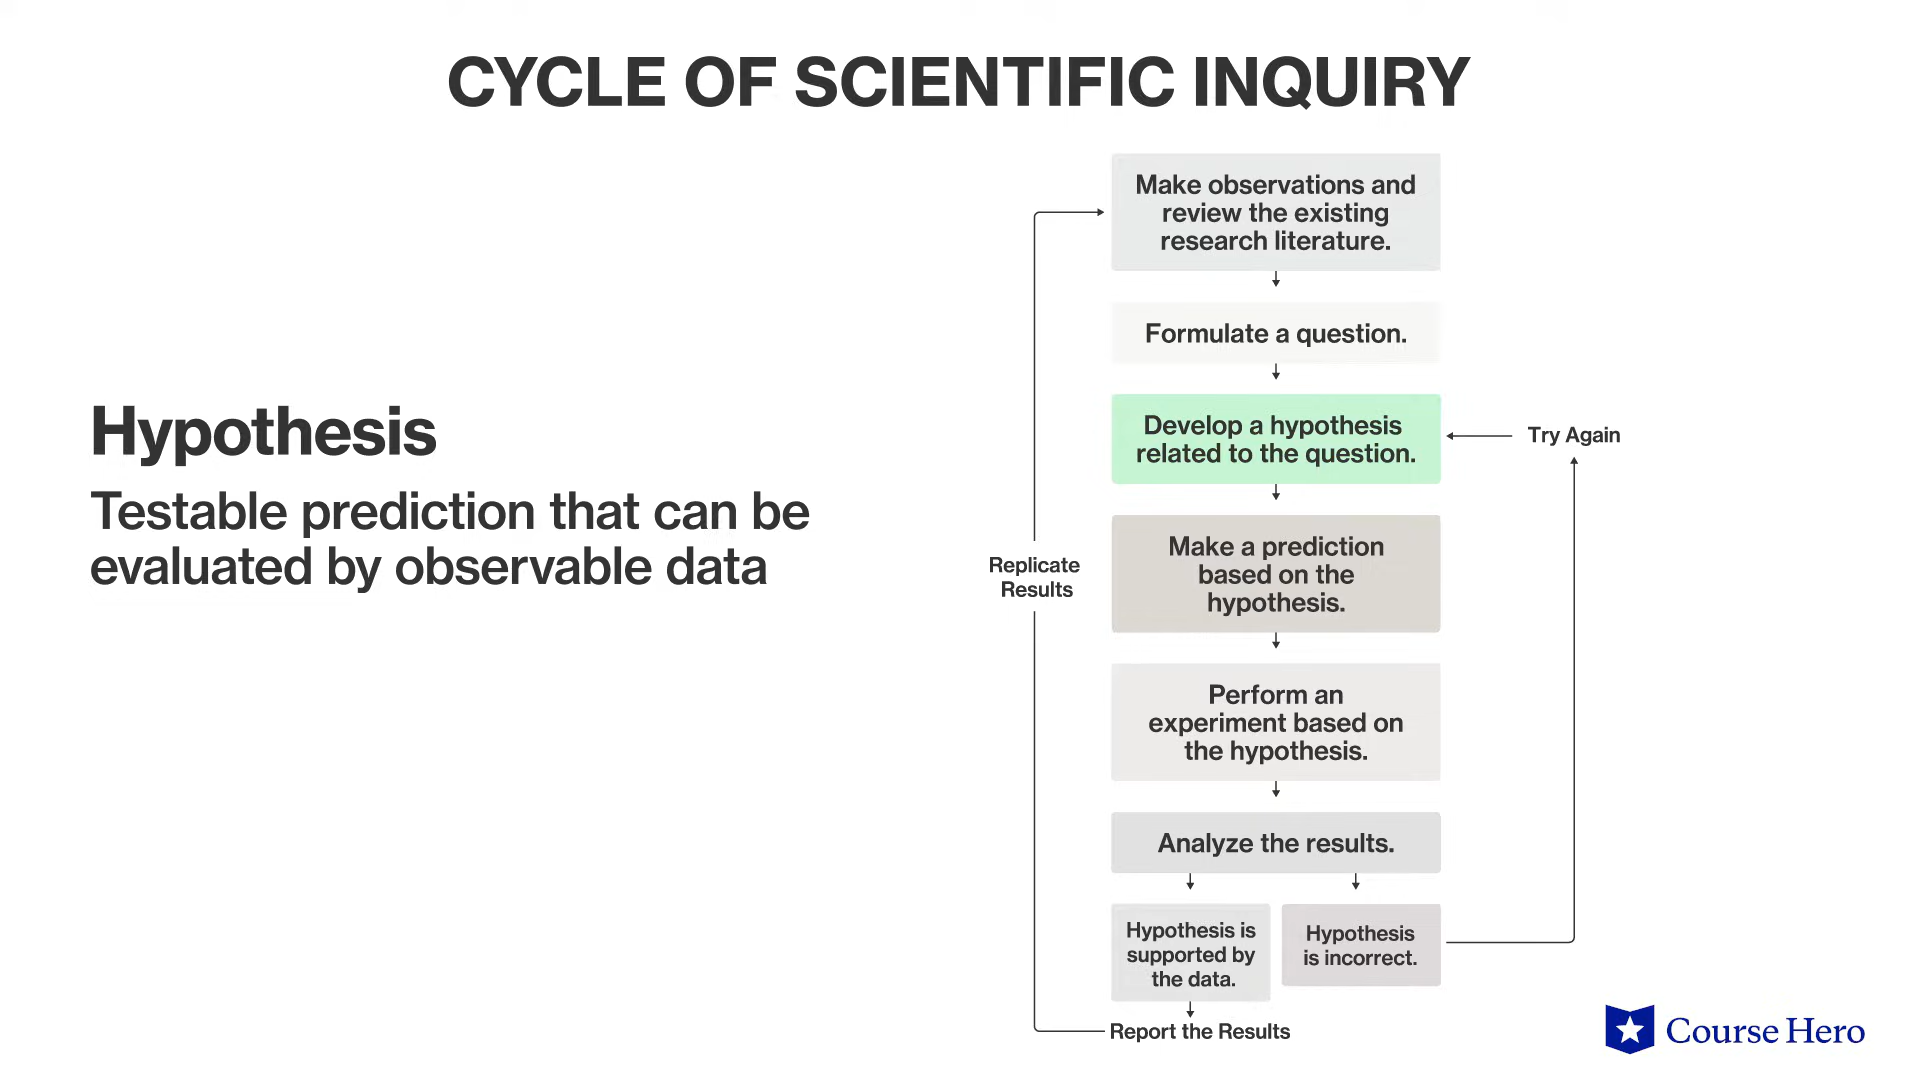 CYCLE OF SCIENTIFIC INQUIRY
Hypothesis
Testable prediction that can be
evaluated by observable data
Make observations and
review the existing
research literature.
Formulate a question.
Develop a hypothesis
related to the question.
Try Again
Make a prediction
based on the
hypothesis.
Replicate
Results
Perform an
experiment based on
the hypothesis.
Analyze the results.
Hypothesis is
supported by
the data.
Hypothesis
is incorrect.
Report the Results
Course Hero